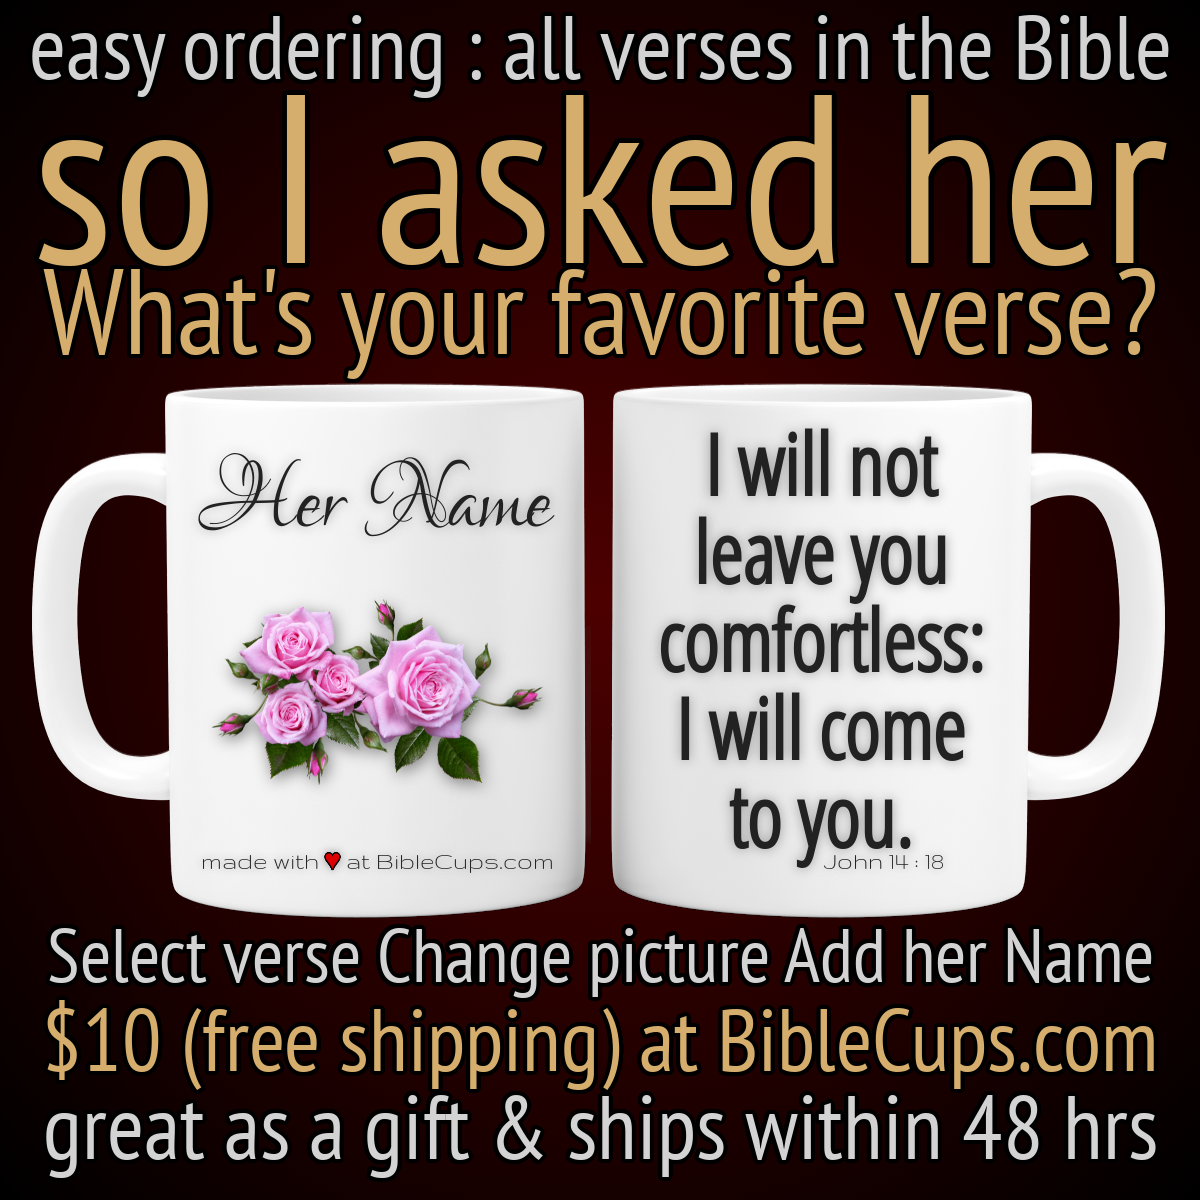 easy ordering : all verses in the Bible
so I asked her
What's your favorite verse?
Her Name
made with ♥ at BibleCups.com
I will not
leave you
comfortless:
I will come
to you.
John 14 : 18
Select verse Change picture Add her Name
$10 (free shipping) at BibleCups.com
great as a gift & ships within 48 hrs